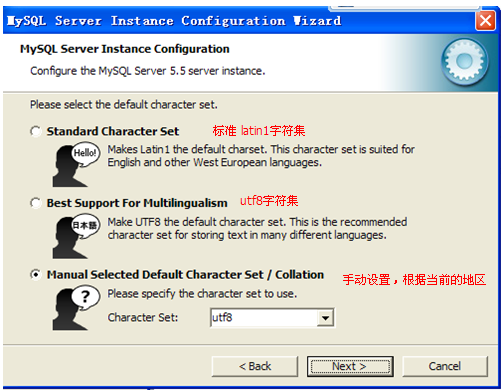 MySQL Server Instance Configuration Wizard
MySQL Server Instance Configuration
Configure the MySQL Server 5.5 server instance.
Please select the default character set.
Standard Character Set 标准 latin1字符集
Hello!
Makes Latin1 the default charset. This character set is suited for
English and other West European languages.
Best Support For Multilingualism utf8字符集
日本語
Make UTF8 the default character set. This is the recommended
character set for storing text in many different languages.
Manual Selected Default Character Set / Collation 手动设置，根据当前的地区
?
Please specify the character set to use.
Character Set: utf8
< Back Next > Cancel